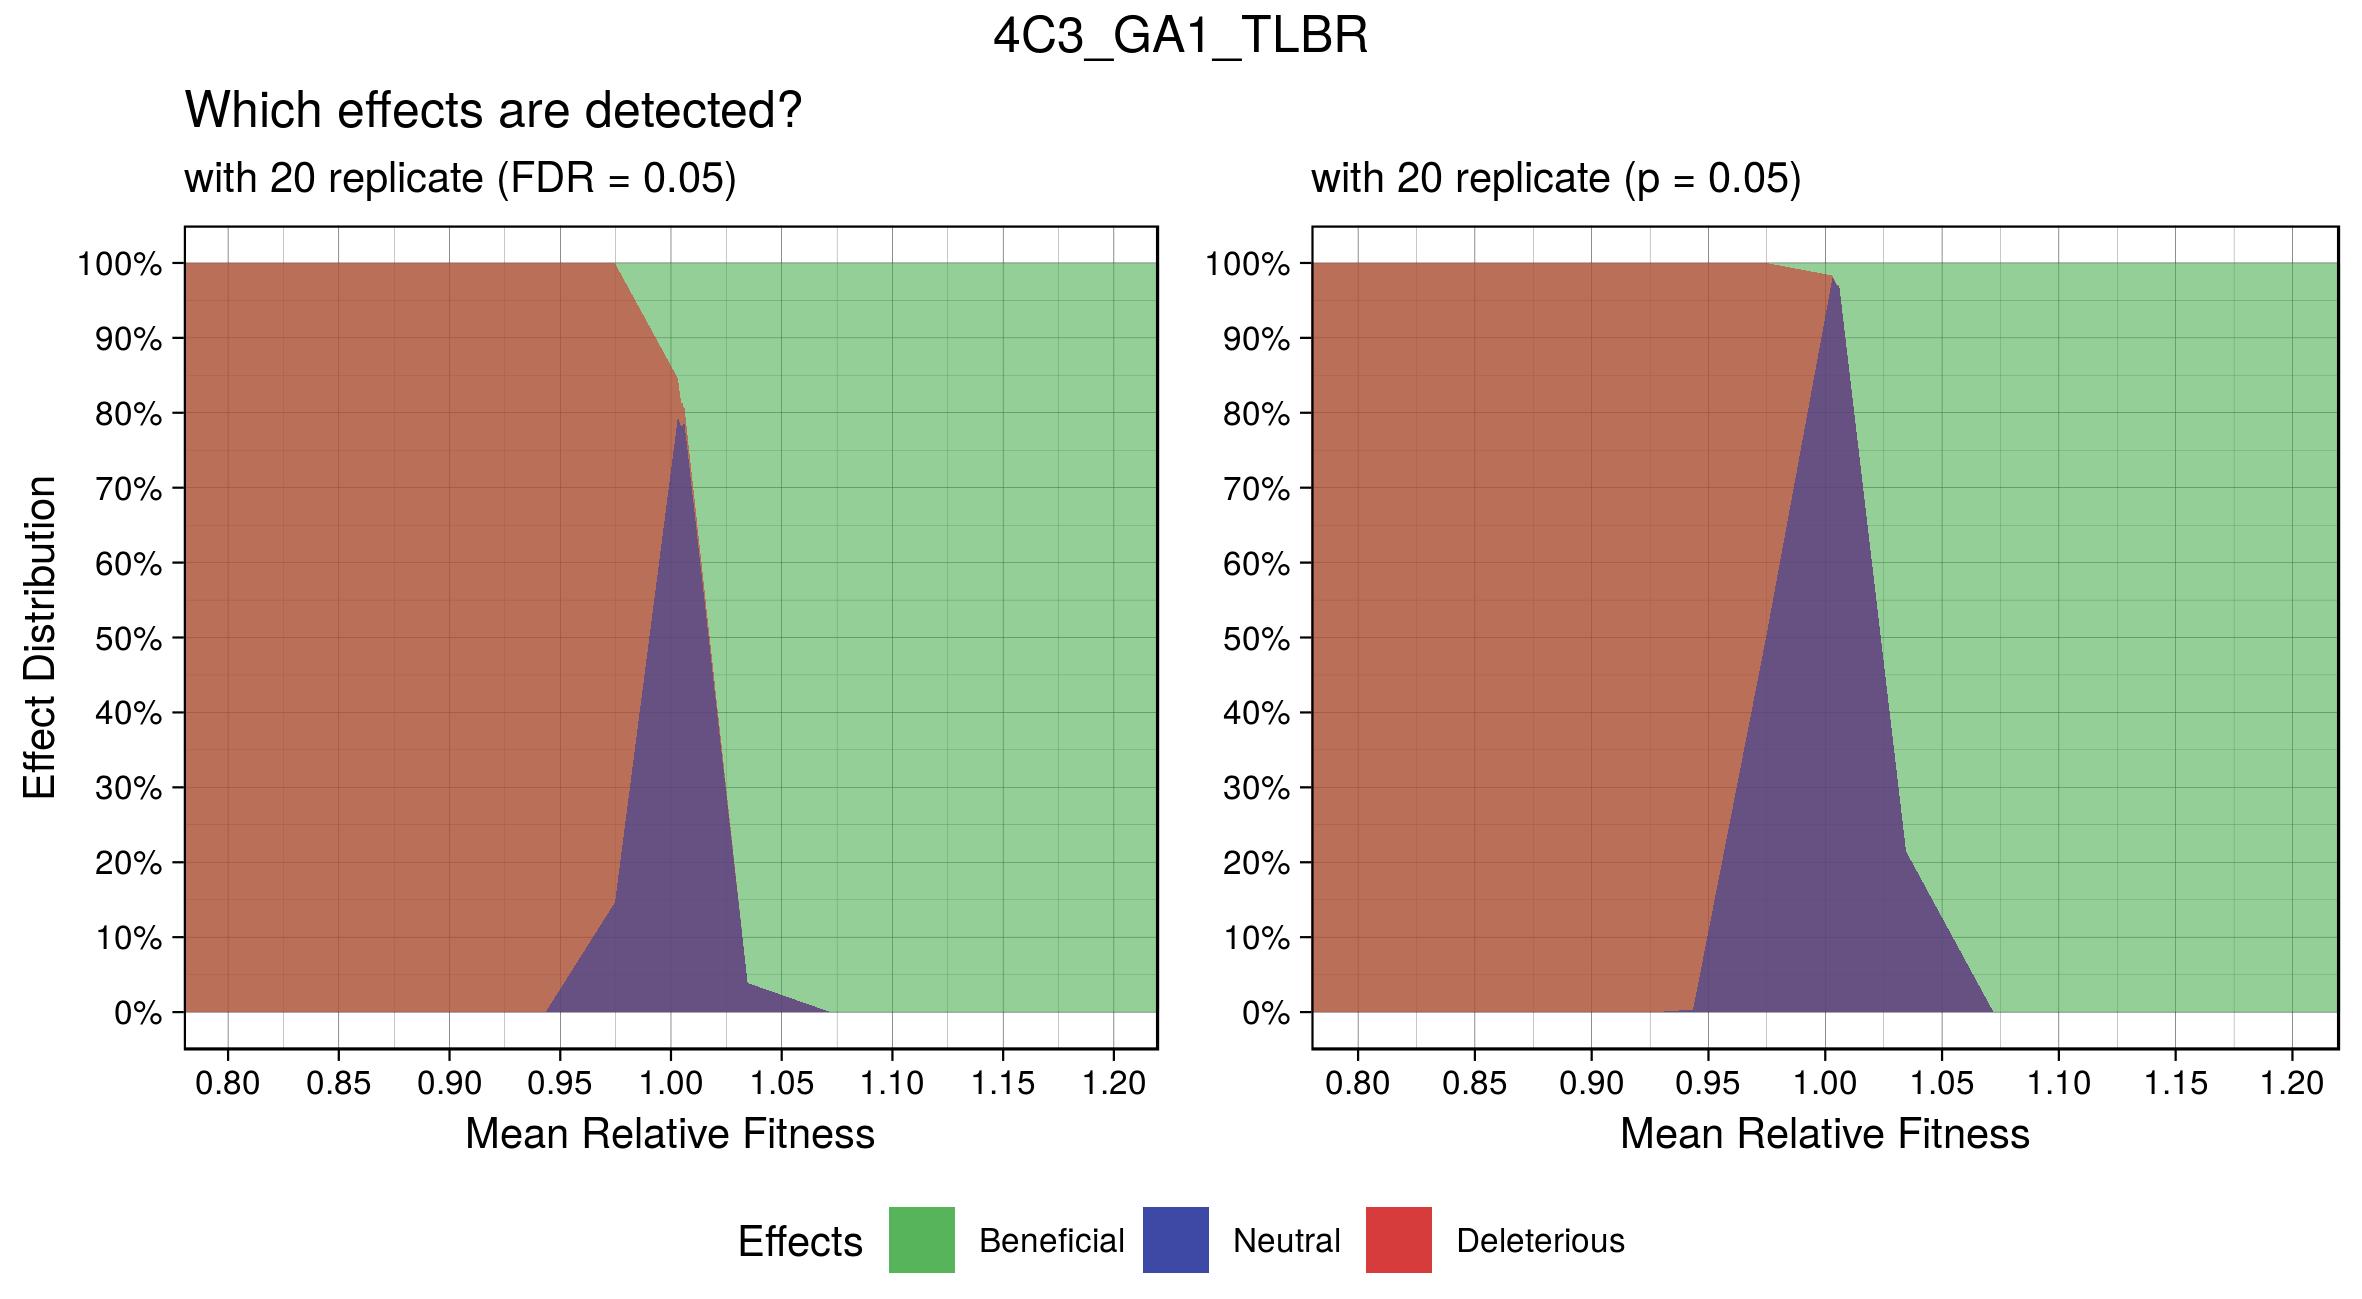 4C3_GA1_TLBR
Which effects are detected?
with 20 replicate (FDR = 0.05)
with 20 replicate (p = 0.05)
Effect Distribution
100%
90%
80%
70%
60%
50%
40%
30%
20%
10%
0%
0.80 0.85 0.90 0.95 1.00 1.05 1.10 1.15 1.20
Mean Relative Fitness
100%
90%
80%
70%
60%
50%
40%
30%
20%
10%
0%
0.80 0.85 0.90 0.95 1.00 1.05 1.10 1.15 1.20
Mean Relative Fitness
Effects Beneficial Neutral Deleterious